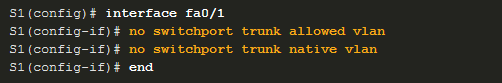 S1(config)# interface fa0/1
S1(config-if)# no switchport trunk allowed vlan
S1(config-if)# no switchport trunk native vlan
S1(config-if)# end